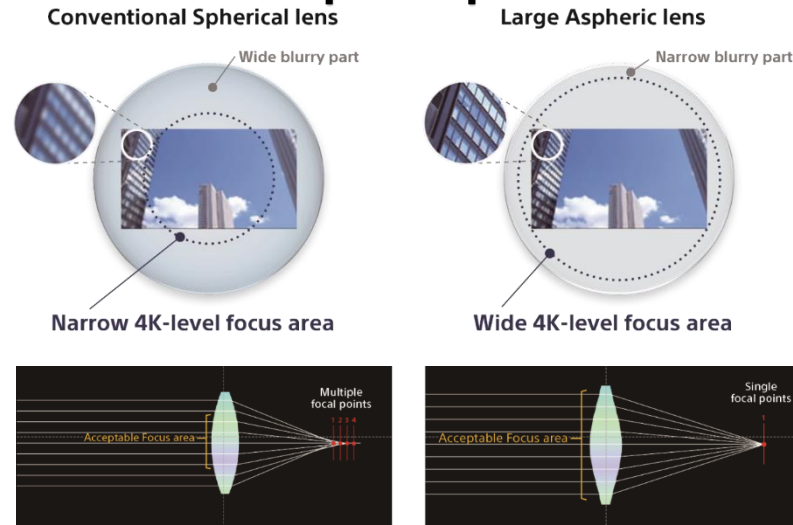 Conventional Spherical lens
Large Aspheric lens
Wide blurry part
Narrow blurry part
Narrow 4K-level focus area
Wide 4K-level focus area
Multiple
focal points
1 2 3 4
Acceptable Focus area
Single
focal points
1
Acceptable Focus area